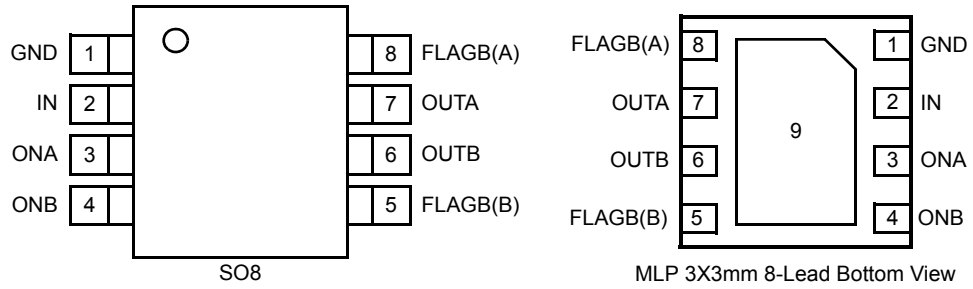 GND 1 8 FLAGB(A)
IN 2 7 OUTA
ONA 3 6 OUTB
ONB 4 5 FLAGB(B)
SO8
FLAGB(A) 8 1 GND
OUTA 7 2 IN
9
OUTB 6 3 ONA
FLAGB(B) 5 4 ONB
MLP 3X3mm 8-Lead Bottom View